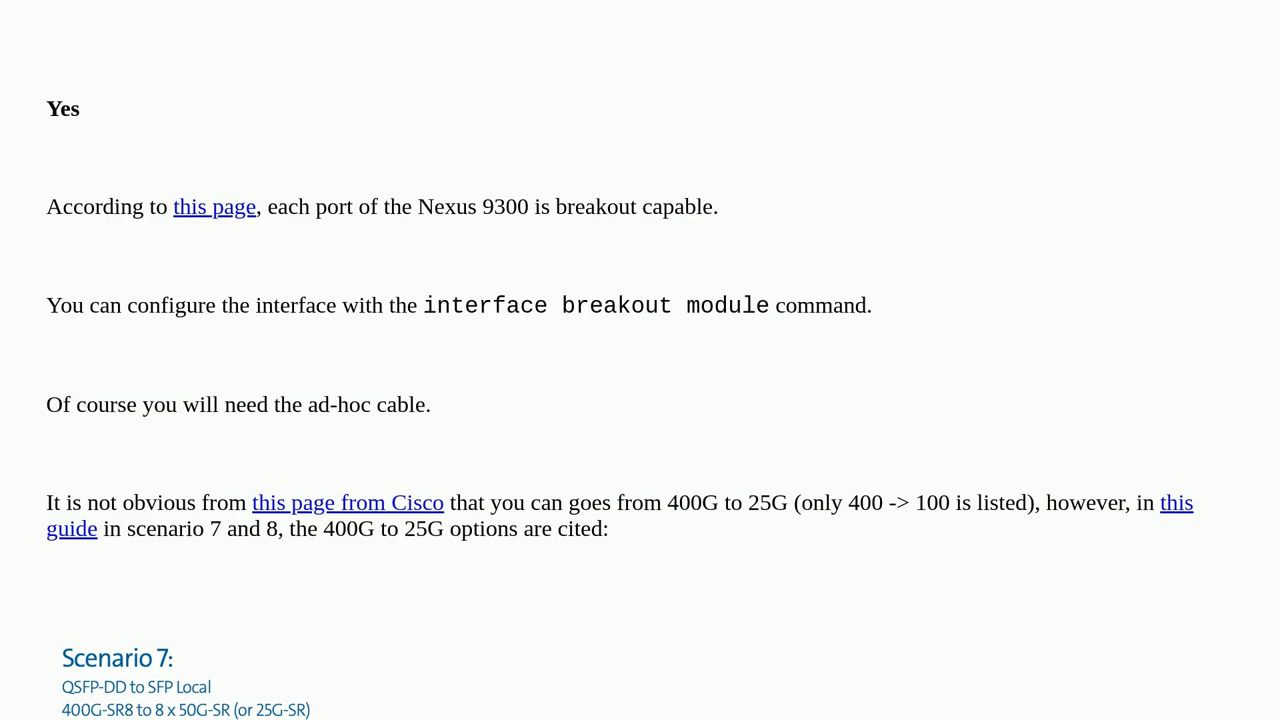 Yes
According to this page, each port of the Nexus 9300 is breakout capable.
You can configure the interface with the interface breakout module command.
Of course you will need the ad-hoc cable.
It is not obvious from this page from Cisco that you can goes from 400G to 25G (only 400 -> 100 is listed), however, in this
guide in scenario 7 and 8, the 400G to 25G options are cited:
Scenario 7:
QSFP-DD to SFP Local
400G-SR8 to 8 x 50G-SR (or 25G-SR)